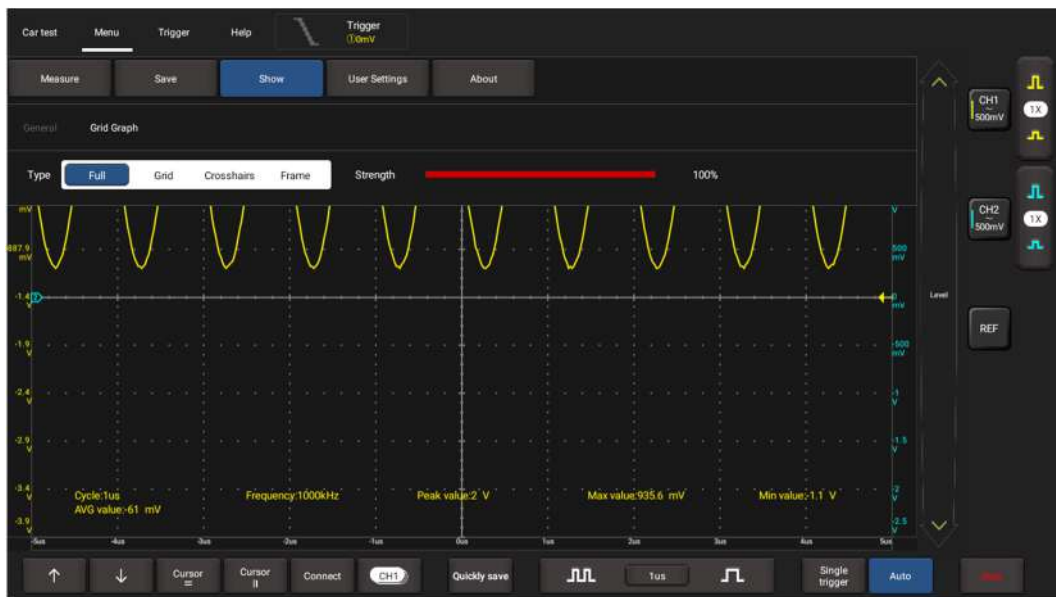 Car test Menu Trigger Help Trigger
①0mV
Measure Save Show User Settings About
General Grid Graph
Type Full Grid Crosshairs Frame Strength 100%
CH1
500mV
1X
CH2
500mV
1X
REF
Level
mV
887.9
mV
-1.4
V
-1.9
V
-2.4
V
-2.9
V
-3.4
V
-3.9
V
V
500
mV
0
mV
-500
mV
-1
V
-1.5
V
-2
V
-2.5
Cycle:1us Frequency:1000kHz Peak value:2 V Max value:935.6 mV Min value:-1.1 V
AVG value:-61 mV
-5us -4us -3us -2us -1us 0us 1us 2us 3us 4us 5us
↑ ↓ Cursor = Cursor II Connect CH1 Quickly save 1us Single trigger Auto